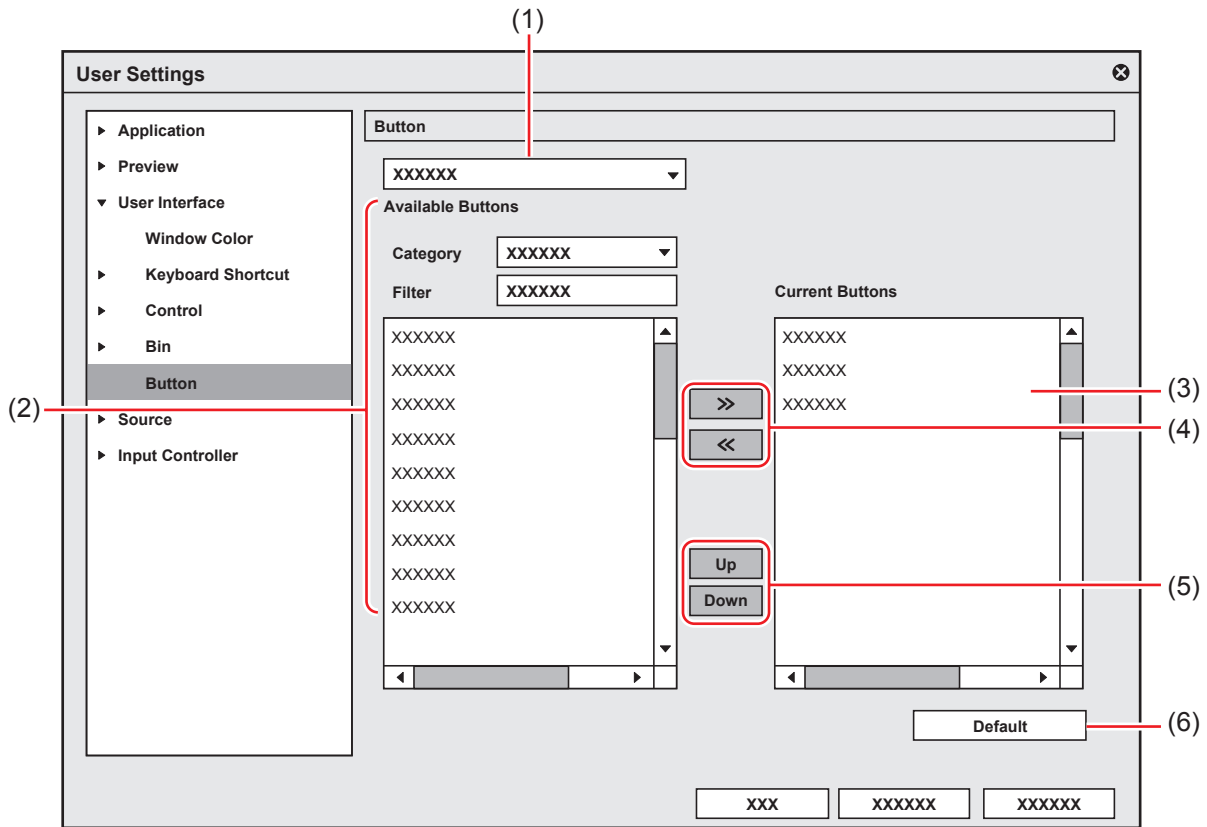 (1)
User Settings
Application
Preview
User Interface
Window Color
Keyboard Shortcut
Control
Bin
Button
Source
Input Controller
(2)
Button
XXXXXX
Available Buttons
Category XXXXXX
Filter XXXXXX
XXXXXX
XXXXXX
XXXXXX
XXXXXX
XXXXXX
XXXXXX
XXXXXX
XXXXXX
XXXXXX
>>
<<
Up
Down
Current Buttons
XXXXXX
XXXXXX
XXXXXX
(3)
(4)
(5)
Default
(6)
XXX XXXXXX XXXXXX